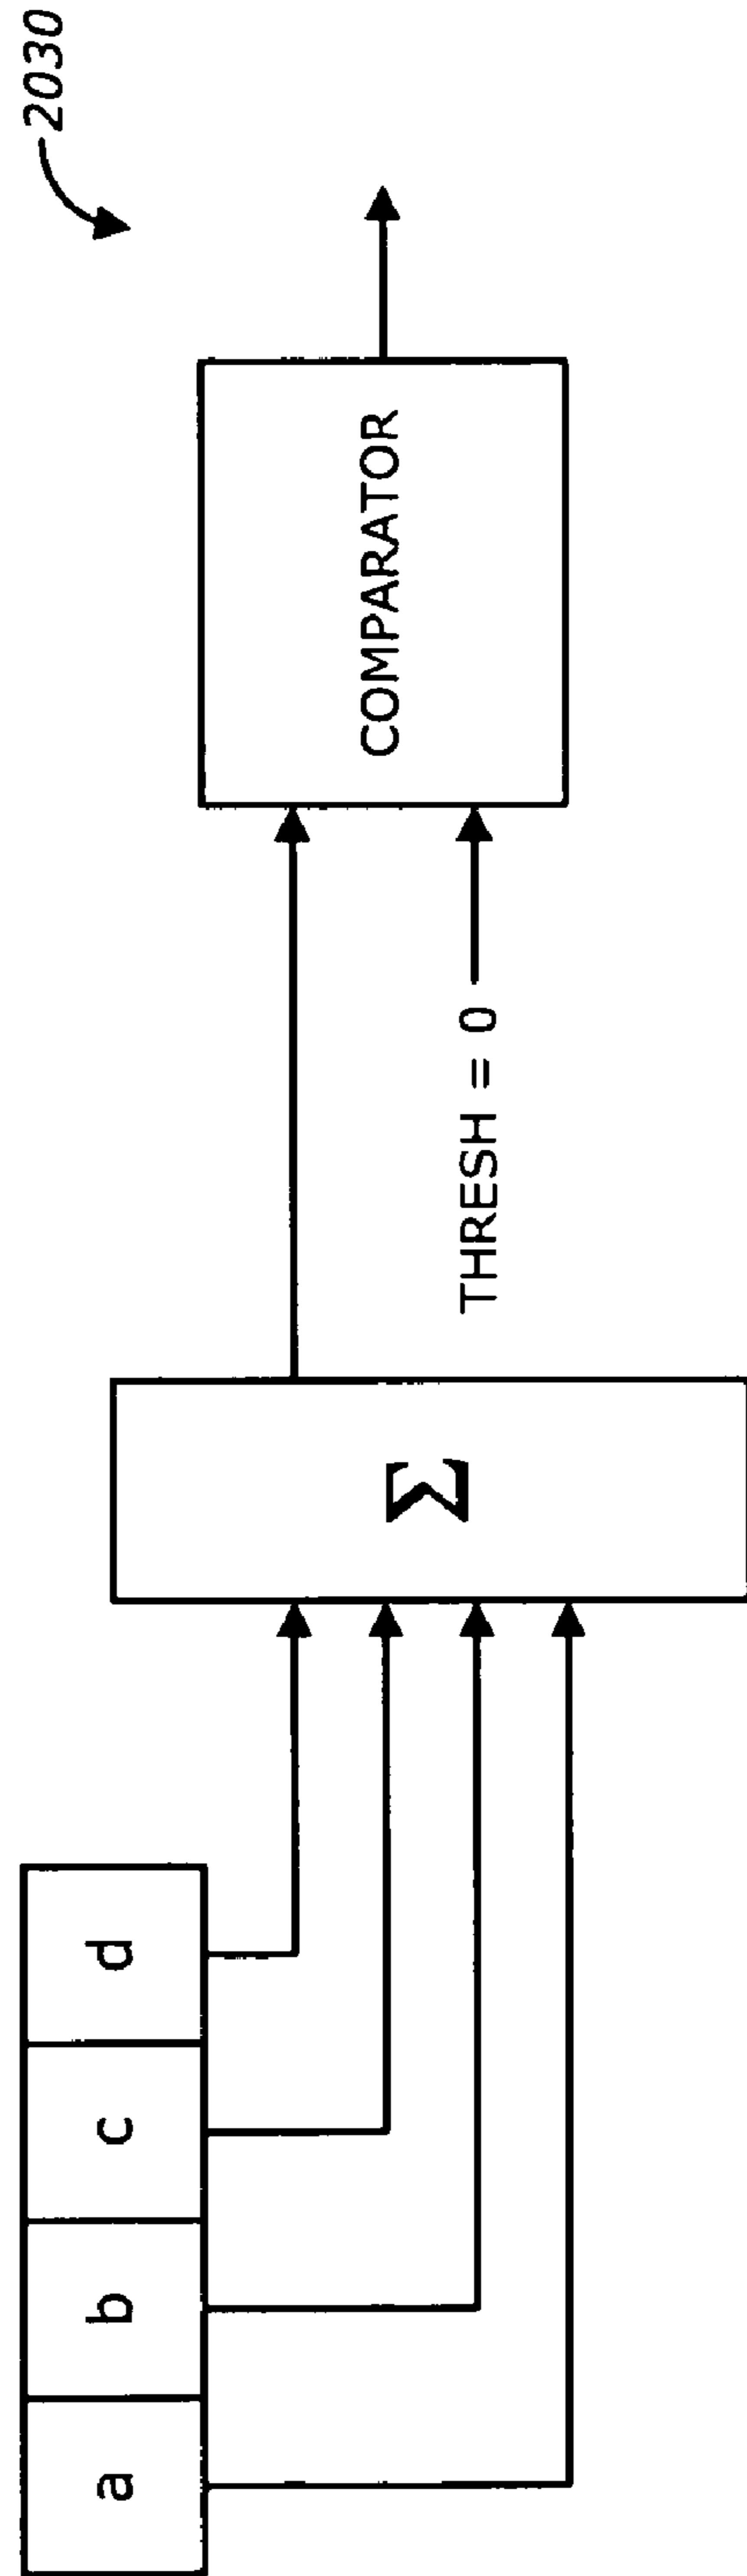 2030
a b c d
Σ
THRESH = 0
COMPARATOR